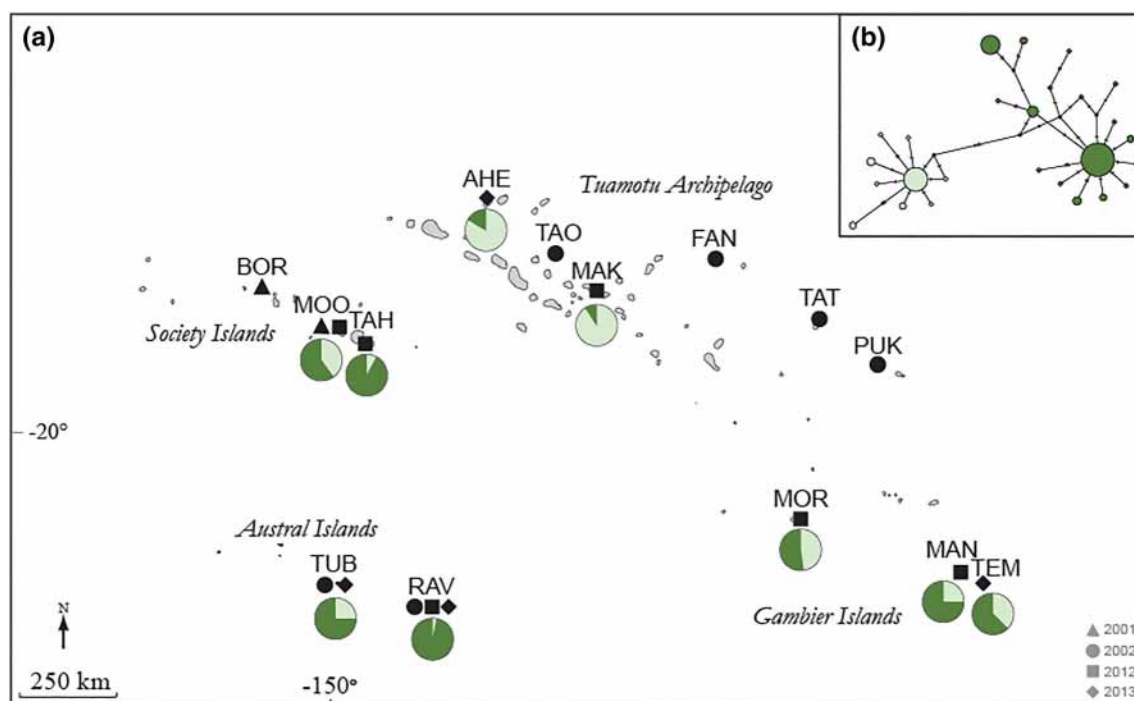 (a)
(b)
AHE
Tuamotu Archipelago
TAO
FAN
BOR
MAK
MOO
TAH
TAT
Society Islands
PUK
-20°
MOR
Austral Islands
TUB
RAV
MAN
TEM
Gambier Islands
N
2001
2002
2012
2013
250 km
-150°